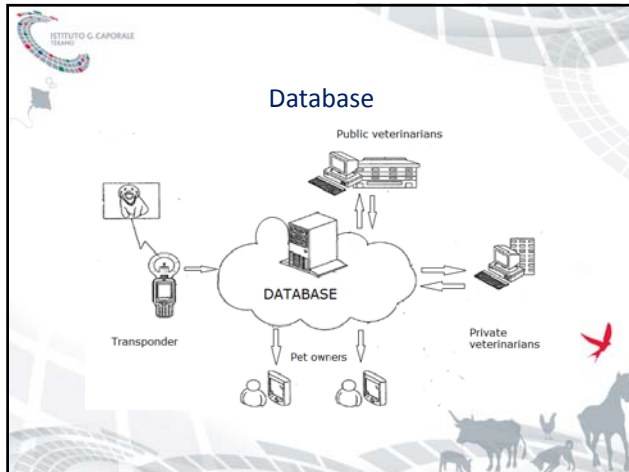 ISTITUTO G. CAPORALE
TERAMO
Database
Public veterinarians
DATABASE
Transponder
Private
veterinarians
Pet owners